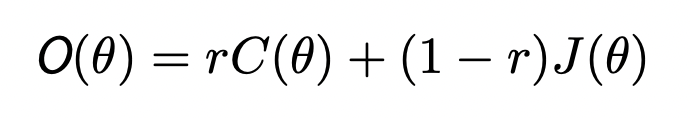 O(θ) = rC(θ) + (1 − r)J(θ)